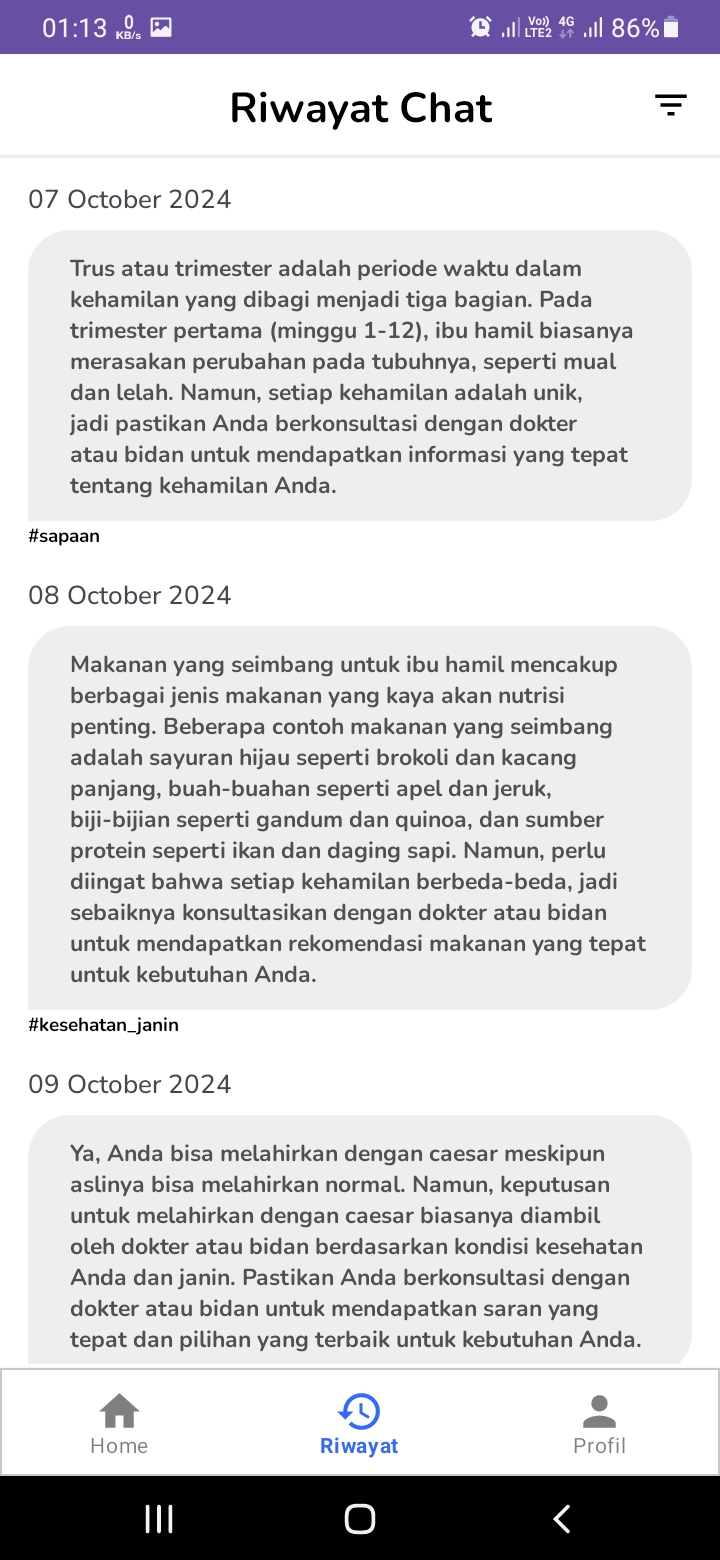 01:13 0 KB/s Vo)) LTE2 4G 86%
Riwayat Chat
07 October 2024
Trus atau trimester adalah periode waktu dalam
kehamilan yang dibagi menjadi tiga bagian. Pada
trimester pertama (minggu 1-12), ibu hamil biasanya
merasakan perubahan pada tubuhnya, seperti mual
dan lelah. Namun, setiap kehamilan adalah unik,
jadi pastikan Anda berkonsultasi dengan dokter
atau bidan untuk mendapatkan informasi yang tepat
tentang kehamilan Anda.
#sapaan
08 October 2024
Makanan yang seimbang untuk ibu hamil mencakup
berbagai jenis makanan yang kaya akan nutrisi
penting. Beberapa contoh makanan yang seimbang
adalah sayuran hijau seperti brokoli dan kacang
panjang, buah-buahan seperti apel dan jeruk,
biji-bijian seperti gandum dan quinoa, dan sumber
protein seperti ikan dan daging sapi. Namun, perlu
diingat bahwa setiap kehamilan berbeda-beda, jadi
sebaiknya konsultasikan dengan dokter atau bidan
untuk mendapatkan rekomendasi makanan yang tepat
untuk kebutuhan Anda.
#kesehatan_janin
09 October 2024
Ya, Anda bisa melahirkan dengan caesar meskipun
aslinya bisa melahirkan normal. Namun, keputusan
untuk melahirkan dengan caesar biasanya diambil
oleh dokter atau bidan berdasarkan kondisi kesehatan
Anda dan janin. Pastikan Anda berkonsultasi dengan
dokter atau bidan untuk mendapatkan saran yang
tepat dan pilihan yang terbaik untuk kebutuhan Anda.
Home Riwayat Profil